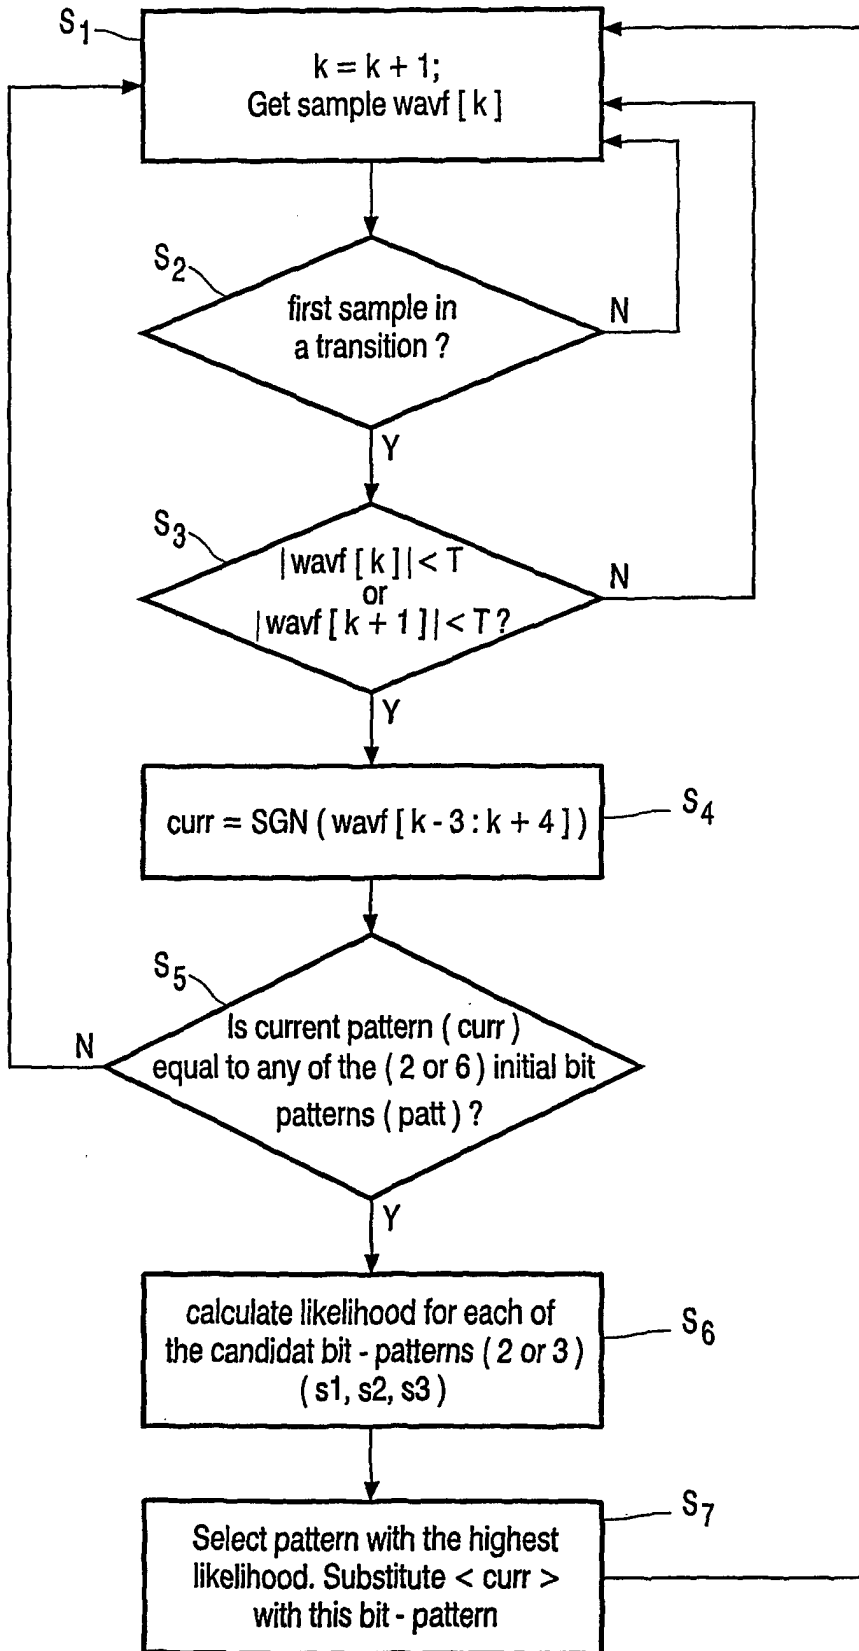 S1
k = k + 1;
Get sample wavf [ k ]
S2
first sample in
a transition ?
N
Y
S3
| wavf [ k ] | < T
or
| wavf [ k + 1 ] | < T ?
N
Y
curr = SGN ( wavf [ k - 3 : k + 4 ] )
S4
S5
Is current pattern ( curr )
equal to any of the ( 2 or 6 ) initial bit
patterns ( patt ) ?
N
Y
calculate likelihood for each of
the candidat bit - patterns ( 2 or 3 )
( s1, s2, s3 )
S6
Select pattern with the highest
likelihood. Substitute < curr >
with this bit - pattern
S7